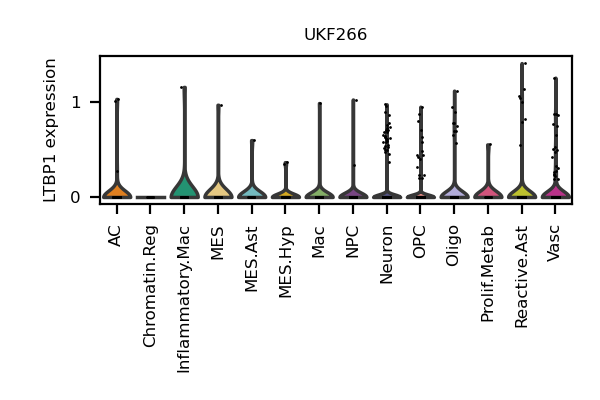 UKF266
LTBP1 expression
1
0
AC
Chromatin.Reg
Inflammatory.Mac
MES
MES.Ast
MES.Hyp
Mac
NPC
Neuron
OPC
Oligo
Prolif.Metab
Reactive.Ast
Vasc